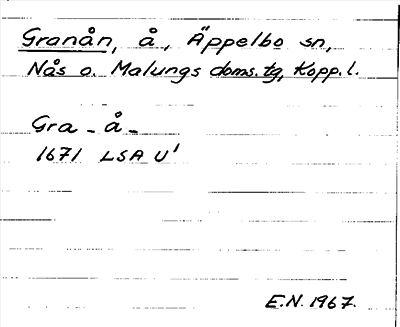 Granån, å, Äppelbo sn,
Nås o. Malungs doms.tg, Kopp.l.
Gra - å -
1671 LSA U'
E.N. 1967.